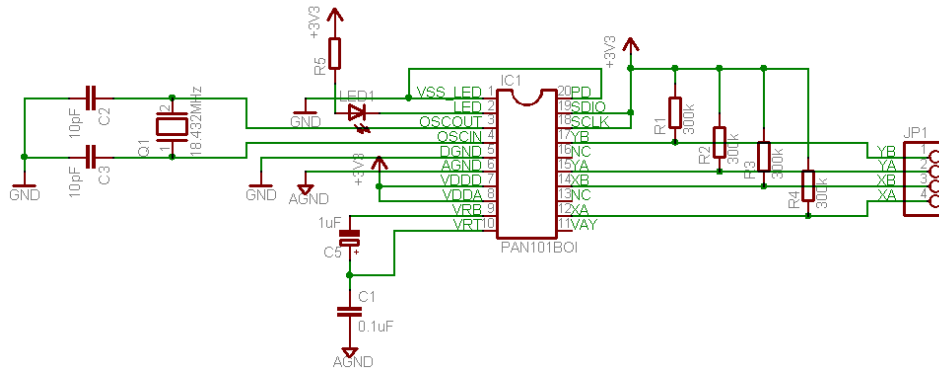 +3V3
R5
LED1
GND
10pF
C2
10pF
C3
GND
2
1
Q1
18.432MHz
GND
AGND
+3V3
IC1
VSS_LED 1
LED 2
OSCOUT 3
OSCIN 4
DGND 5
AGND 6
VDDD 7
VDDA 8
VRB 9
VRT 10
20 PD
19 SDIO
18 SCLK
17 YB
16 NC
15 YA
14 XB
13 NC
12 XA
11 VAY
PAN101BOI
1uF
C5
+
C1
0.1uF
AGND
+3V3
R1
300k
R2
300k
R3
300k
R4
300k
JP1
YB 1
YA 2
XB 3
XA 4